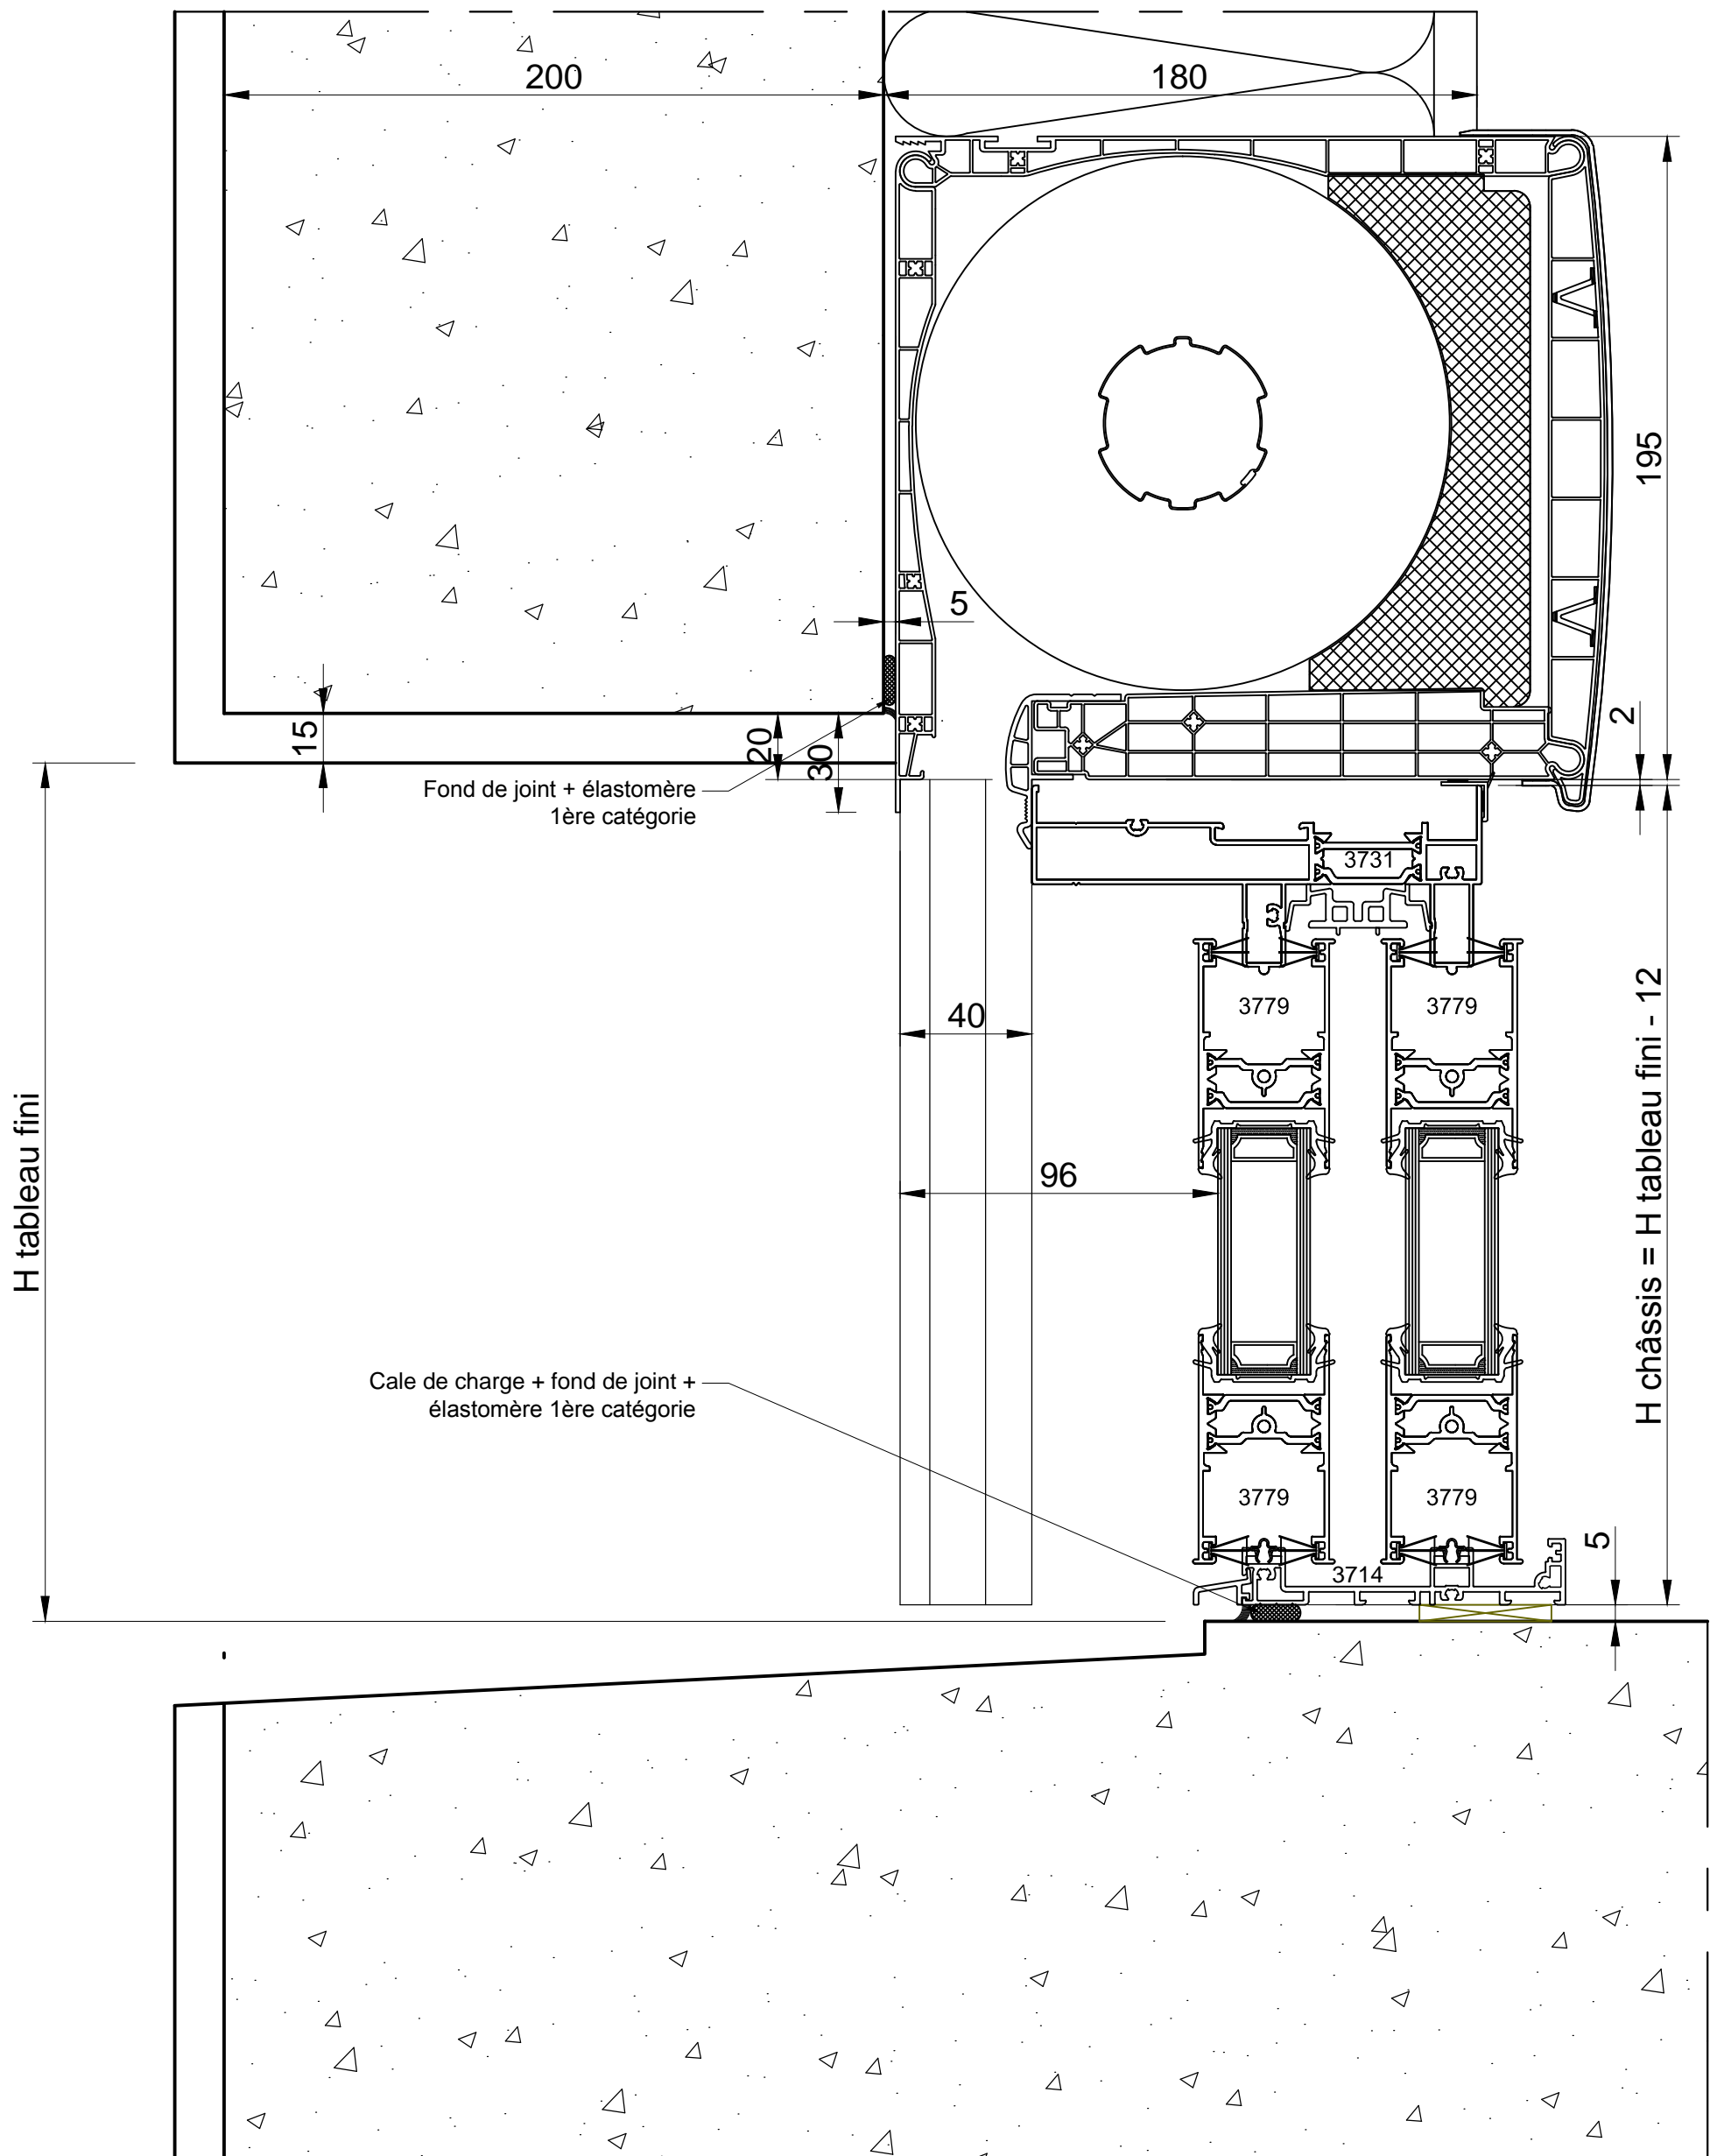 200
180
195
5
15
20
30
2
Fond de joint + élastomère
1ère catégorie
3731
3779
3779
40
96
H tableau fini
H châssis = H tableau fini - 12
Cale de charge + fond de joint +
élastomère 1ère catégorie
3779
3779
5
3714